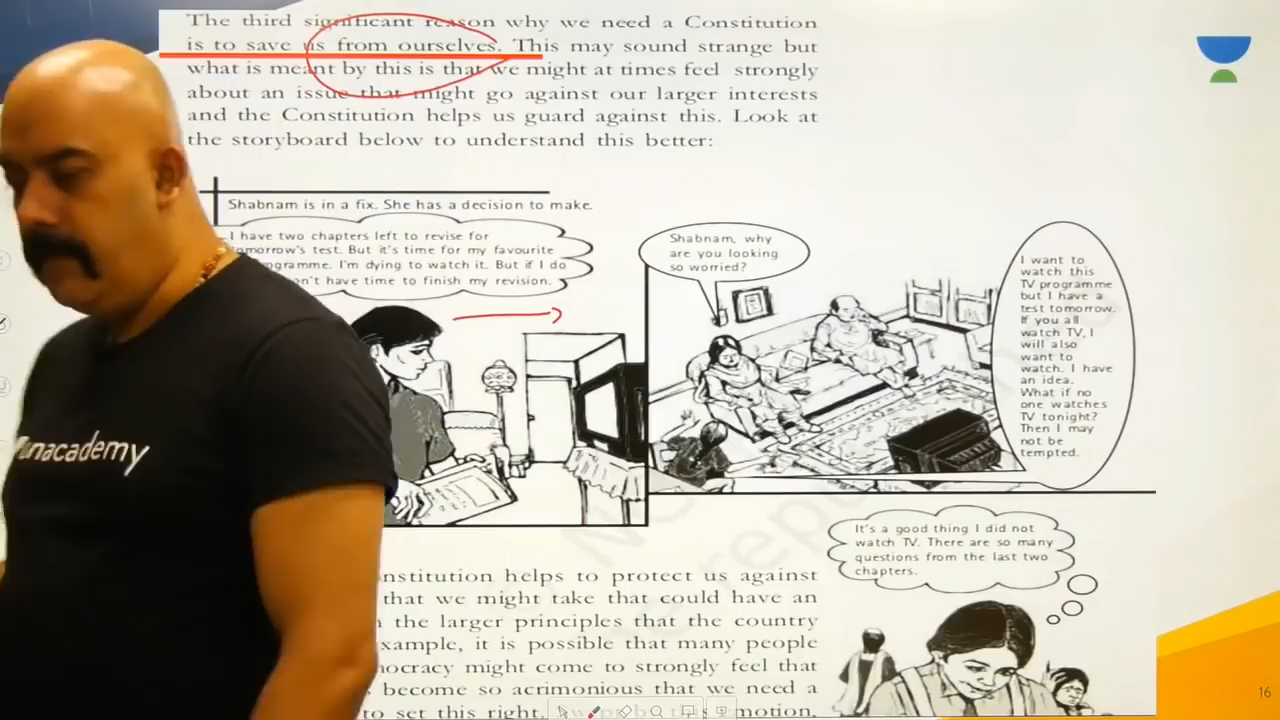 The third significant reason why we need a Constitution
is to save us from ourselves. This may sound strange but
what is meant by this is that we might at times feel strongly
about an issue that might go against our larger interests
and the Constitution helps us guard against this. Look at
the storyboard below to understand this better:
Shabnam is in a fix. She has a decision to make.
I have two chapters left to revise for
tomorrow's test. But it's time for my favourite
I'm dying to watch it. But if I do
have time to finish my revision.
Shabnam, why
are you looking
so worried?
I want to
watch this
TV programme
but I have a
test tomorrow.
If you all
watch TV, I
will also
want to
watch. I have
an idea.
What if no
one watches
TV tonight?
Then I may
not be
tempted.
It's a good thing I did not
watch TV. There are so many
questions from the last two
chapters.
helps to protect us against
that we might take that could have an
the larger principles that the country
it is possible that many people
might come to strongly feel that
become so acrimonious that we need a
to set this right.
unacademy
16